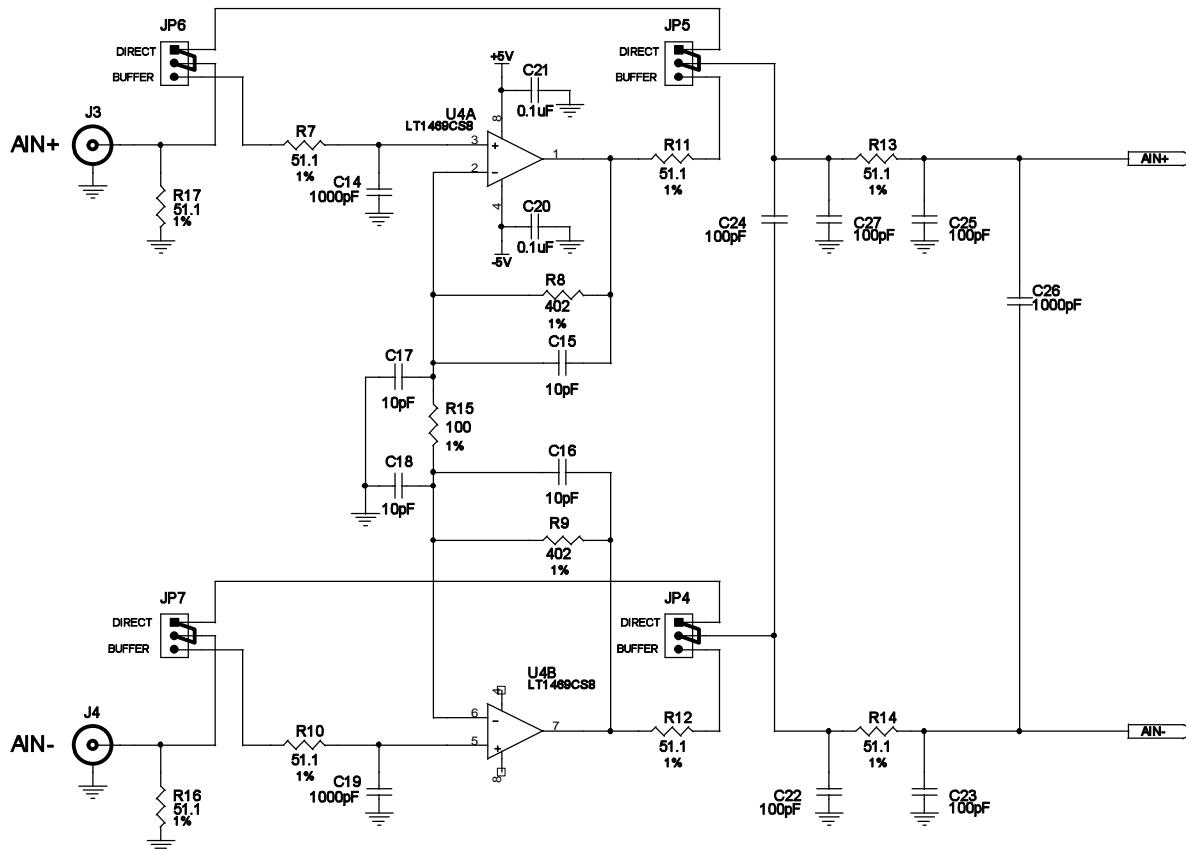 JP6
DIRECT
BUFFER
JP5
DIRECT
BUFFER
+5V
C21
0.1uF
J3
AIN+
R17
51.1
1%
R7
51.1
1%
C14
1000pF
U4A
LT1469CS8
8
3
+
2
-
1
4
C20
0.1uF
-5V
R11
51.1
1%
R13
51.1
1%
AIN+
C24
100pF
C27
100pF
C25
100pF
R8
402
1%
C26
1000pF
C17
10pF
C15
10pF
R15
100
1%
C18
10pF
C16
10pF
R9
402
1%
JP7
DIRECT
BUFFER
JP4
DIRECT
BUFFER
U4B
LT1469CS8
4
6
-
5
+
7
8
J4
AIN-
R16
51.1
1%
R10
51.1
1%
C19
1000pF
R12
51.1
1%
R14
51.1
1%
AIN-
C22
100pF
C23
100pF